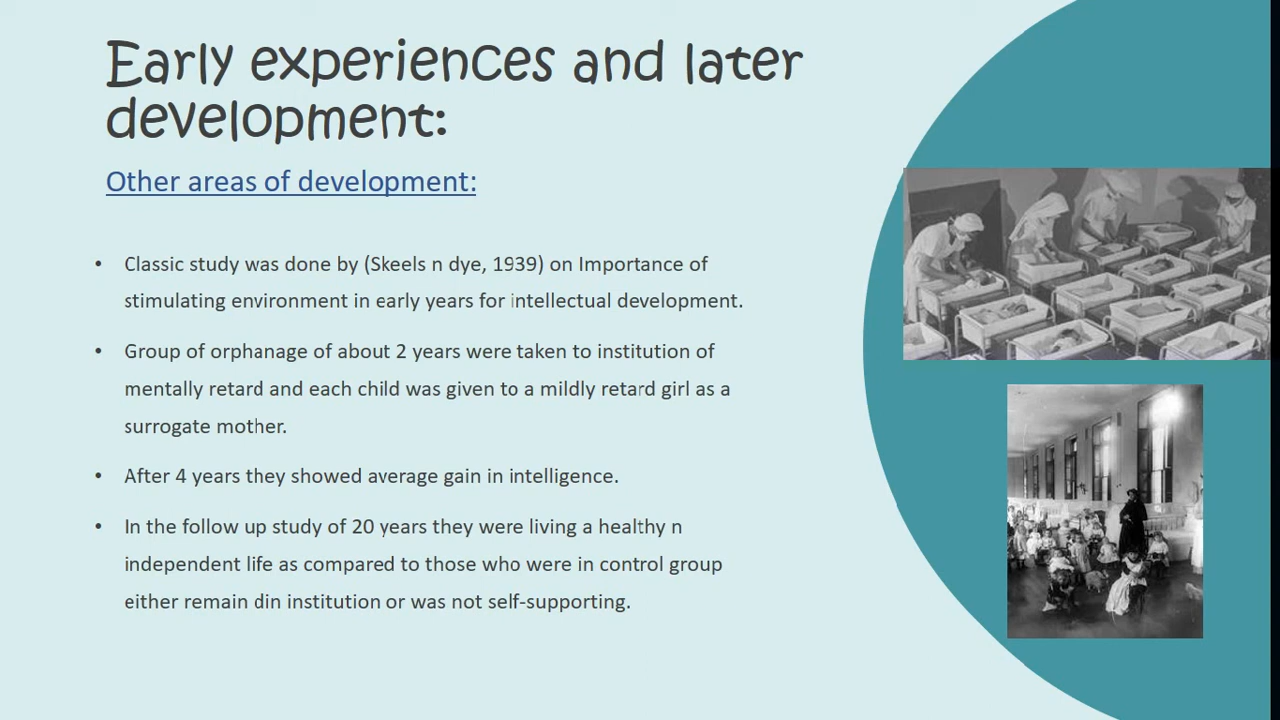 Early experiences and later
development:
Other areas of development:
• Classic study was done by (Skeels n dye, 1939) on Importance of
stimulating environment in early years for intellectual development.
• Group of orphanage of about 2 years were taken to institution of
mentally retard and each child was given to a mildly retard girl as a
surrogate mother.
• After 4 years they showed average gain in intelligence.
• In the follow up study of 20 years they were living a healthy n
independent life as compared to those who were in control group
either remain din institution or was not self-supporting.